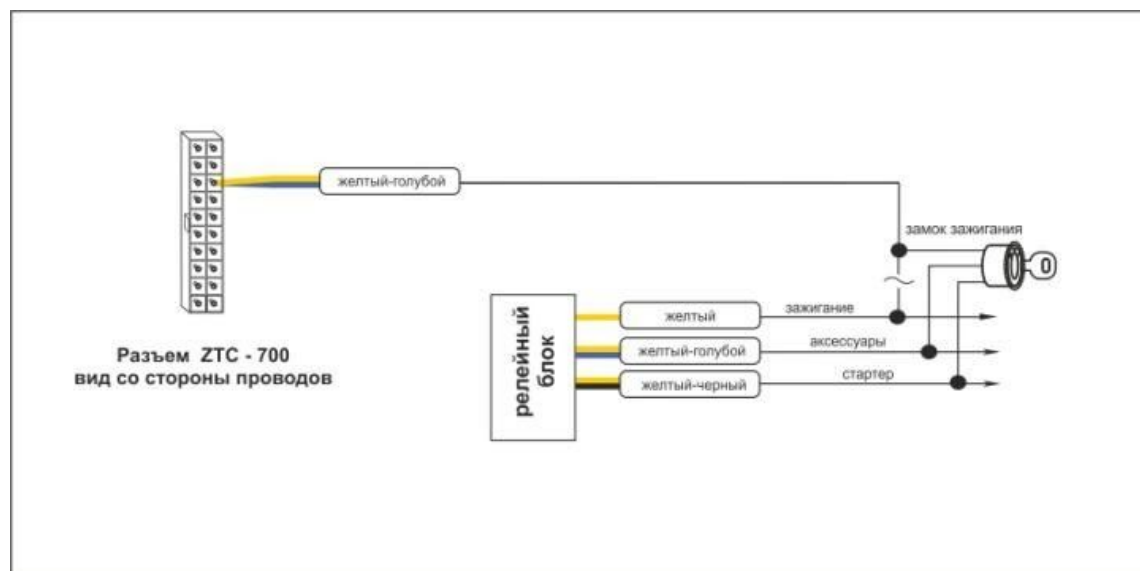 желтый-голубой
замок зажигания
релейный
блок
желтый
зажигание
желтый-голубой
аксессуары
желтый-черный
стартер
Разъем ZTC - 700
вид со стороны проводов